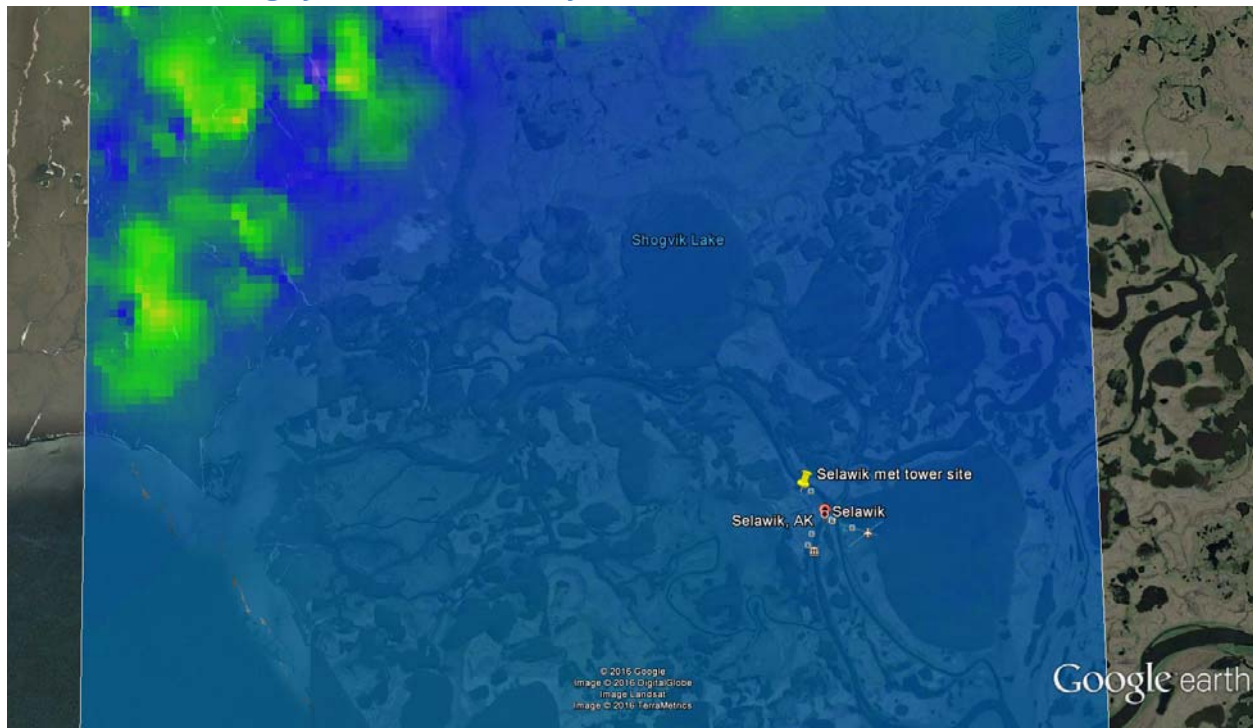 Shogvik Lake
Selawik met tower site
Selawik, AK
Selawik
© 2016 Google
Image © 2016 DigitalGlobe
Image Landsat
Image © 2016 TerraMetrics
Google earth